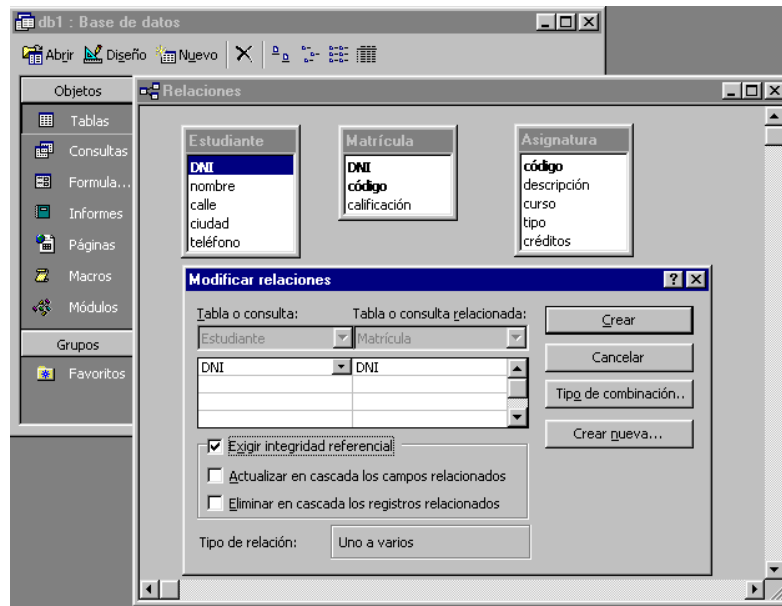 db1 : Base de datos
Abrir Diseño Nuevo
Objetos
Tablas
Consultas
Formula...
Informes
Páginas
Macros
Módulos
Grupos
Favoritos
Relaciones
Estudiante
DNI
nombre
calle
ciudad
teléfono
Matrícula
DNI
código
calificación
Asignatura
código
descripción
curso
tipo
créditos
Modificar relaciones
Tabla o consulta: Tabla o consulta relacionada:
Estudiante Matrícula
DNI DNI
Exigir integridad referencial
Actualizar en cascada los campos relacionados
Eliminar en cascada los registros relacionados
Tipo de relación: Uno a varios
Crear
Cancelar
Tipo de combinación..
Crear nueva...